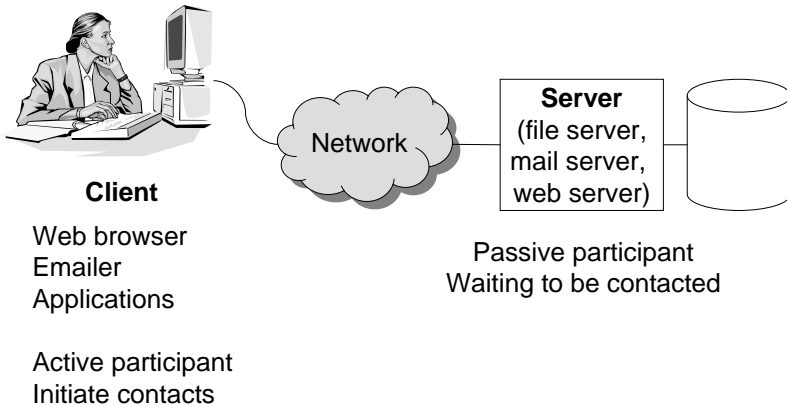 Client
Web browser
Emailer
Applications
Active participant
Initiate contacts
Network
Server
(file server,
mail server,
web server)
Passive participant
Waiting to be contacted